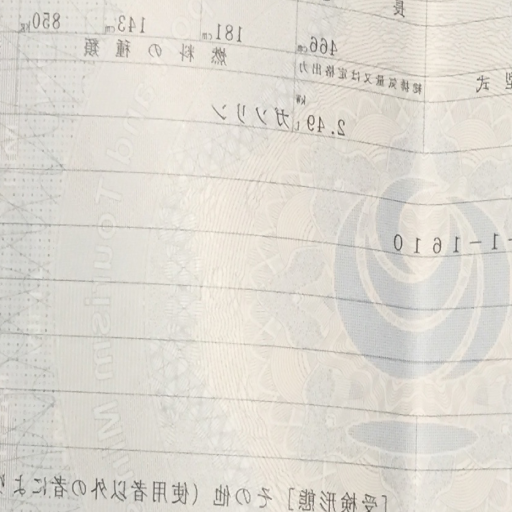 長
466cm 181cm 143cm 850kg
型 式 総排気量又は定格出力 燃 料 の 種 類
kW
2.49L ガソリン
-1-1610
[受検形態] その他(使用者以外の者によ